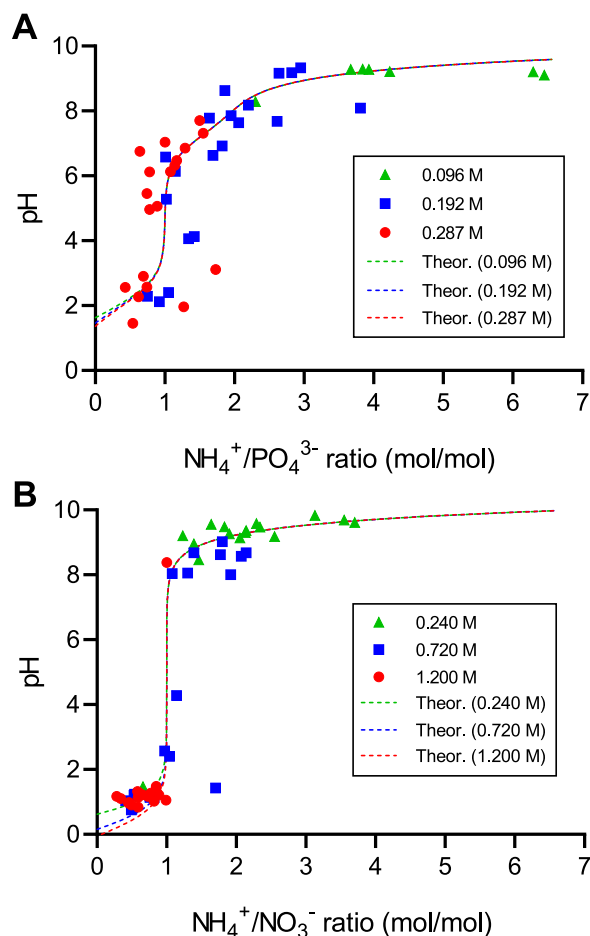 A
10
8
6
4
2
0
pH
0 1 2 3 4 5 6 7
NH₄⁺/PO₄³⁻ ratio (mol/mol)
0.096 M
0.192 M
0.287 M
Theor. (0.096 M)
Theor. (0.192 M)
Theor. (0.287 M)
B
10
8
6
4
2
0
pH
0 1 2 3 4 5 6 7
NH₄⁺/NO₃⁻ ratio (mol/mol)
0.240 M
0.720 M
1.200 M
Theor. (0.240 M)
Theor. (0.720 M)
Theor. (1.200 M)